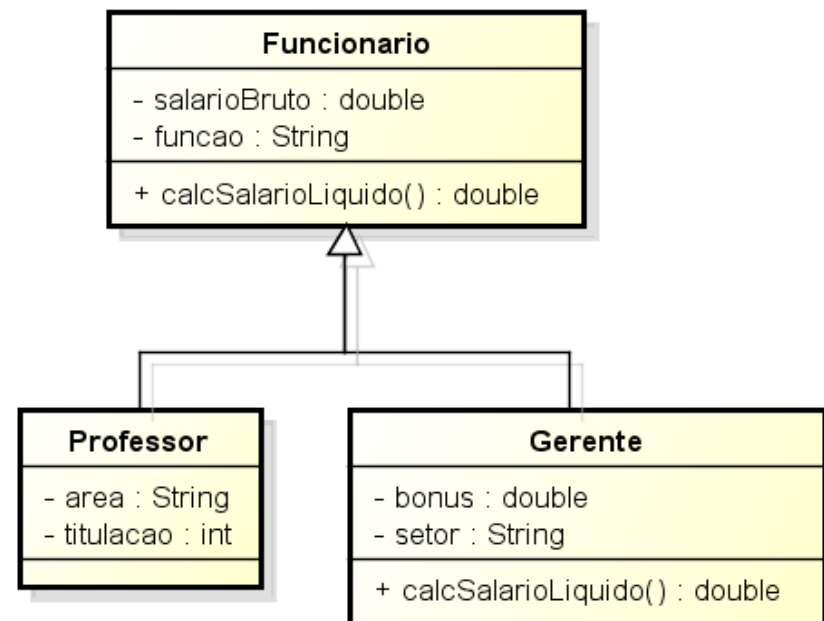 Funcionario
- salarioBruto : double
- funcao : String
+ calcSalarioLiquido() : double
Professor
- area : String
- titulacao : int
Gerente
- bonus : double
- setor : String
+ calcSalarioLiquido() : double